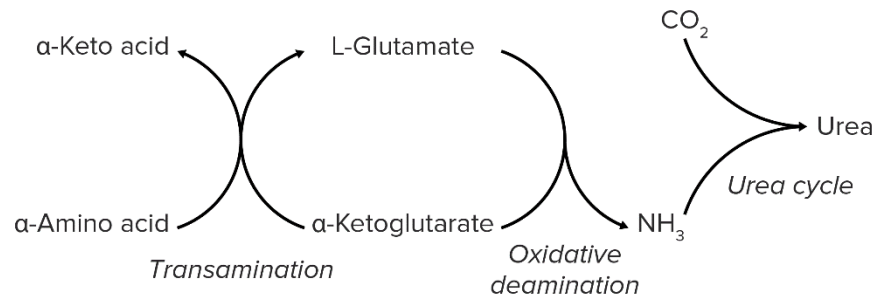 CO₂
α-Keto acid
L-Glutamate
Urea
Urea cycle
α-Amino acid
α-Ketoglutarate
NH₃
Transamination
Oxidative
deamination